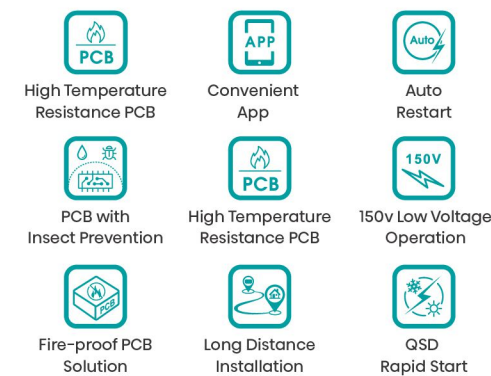 PCB
APP
Auto
High Temperature
Resistance PCB
Convenient
App
Auto
Restart
150V
PCB
PCB with
Insect Prevention
High Temperature
Resistance PCB
150v Low Voltage
Operation
PCB
Fire-proof PCB
Solution
Long Distance
Installation
QSD
Rapid Start